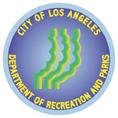 CITY OF LOS ANGELES
DEPARTMENT OF RECREATION AND PARKS